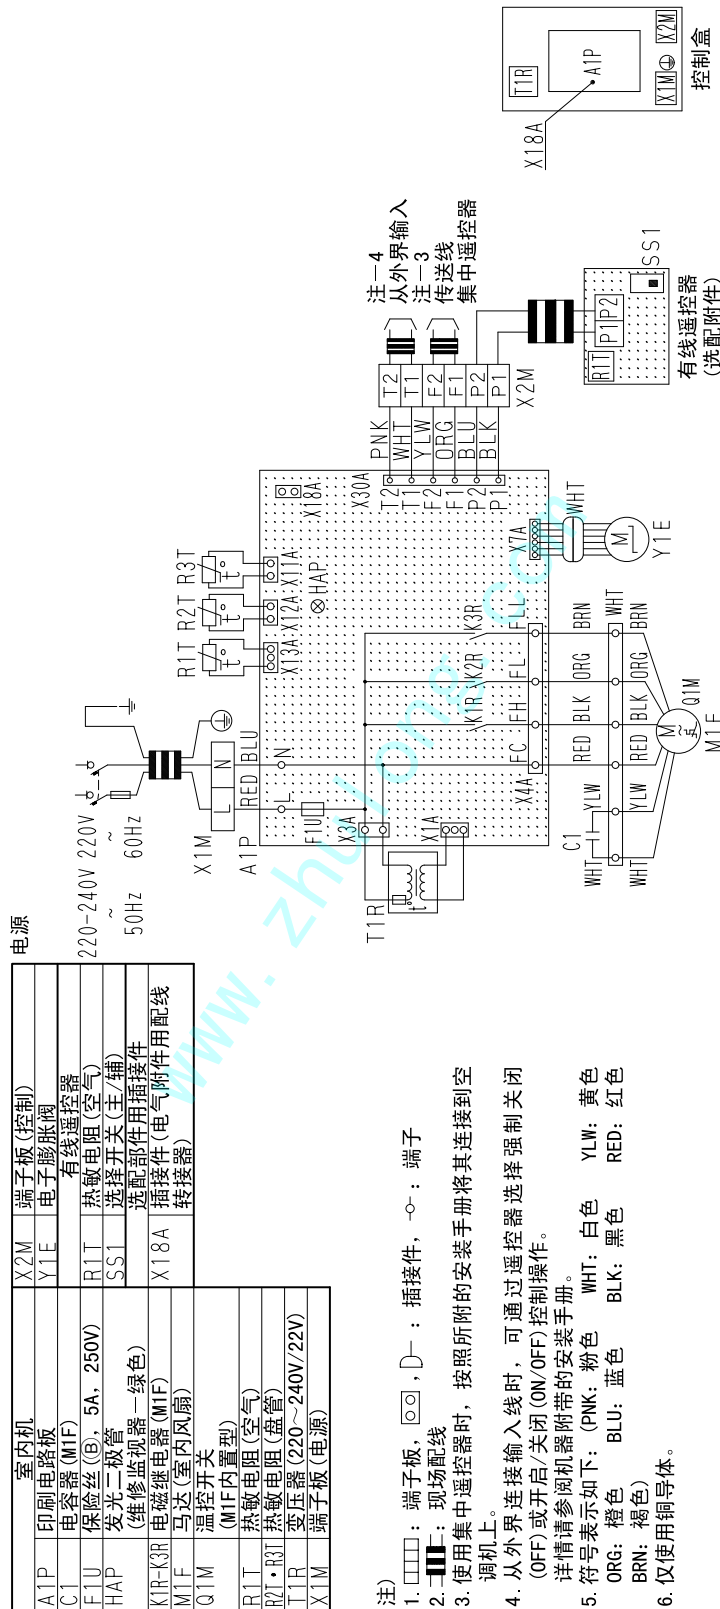 室内机
A1P 印刷电路板
C1 电容器(M1F)
F1U 保险丝(Ⓑ, 5A, 250V)
HAP 发光二极管
(维修监视器—绿色)
K1R-K3R 电磁继电器(M1F)
M1F 马达(室内风扇)
Q1M 温控开关
(M1F内置型)
R1T 热敏电阻(空气)
R2T・R3T 热敏电阻(盘管)
T1R 变压器(220～240V/22V)
X1M 端子板(电源)
X2M 端子板(控制)
Y1E 电子膨胀阀
有线遥控器
R1T 热敏电阻(空气)
SS1 选择开关(主/辅)
选配部件用插接件
X18A 插接件(电气附件用配线
转接器)
注)
1. : 端子板, , : 插接件, : 端子
2. : 现场配线
3. 使用集中遥控器时, 按照所附的安装手册将其连接到空
调机上。
4. 从外界连接输入线时, 可通过遥控器选择强制关闭
(OFF)或开启/关闭(ON/OFF)控制操作。
详情请参阅机器附带的安装手册。
5. 符号表示如下: (PNK: 粉色 WHT: 白色 YLW: 黄色
ORG: 橙色 BLU: 蓝色 BLK: 黑色 RED: 红色
BRN: 褐色)
6. 仅使用铜导体。
电源
220-240V 220V
~ ~
50Hz 60Hz
X1M
L N
A1P
RED BLU
L N
F1U
X3A
X1A
T1R
t°
R1T R2T R3T
t° t° t°
X13A X12A X11A
HAP
X18A
X30A
T2 T1 F2 F1 P2 P1
PNK WHT YLW ORG BLU BLK
T2 T1 F2 F1 P2 P1
X2M
注—4
从外界输入
注—3
传送线
集中遥控器
K1R K2R K3R
X4A
FC FH FL FLL
RED BLK ORG BRN
C1
WHT YLW
WHT
WHT YLW RED BLK ORG BRN
M
~
Q1M
M1F
X7A
WHT
M
Y1E
R1T
P1 P2
SS1
有线遥控器
(选配附件)
T1R
A1P
X18A
X1M X2M
控制盒
www.zhulong.com